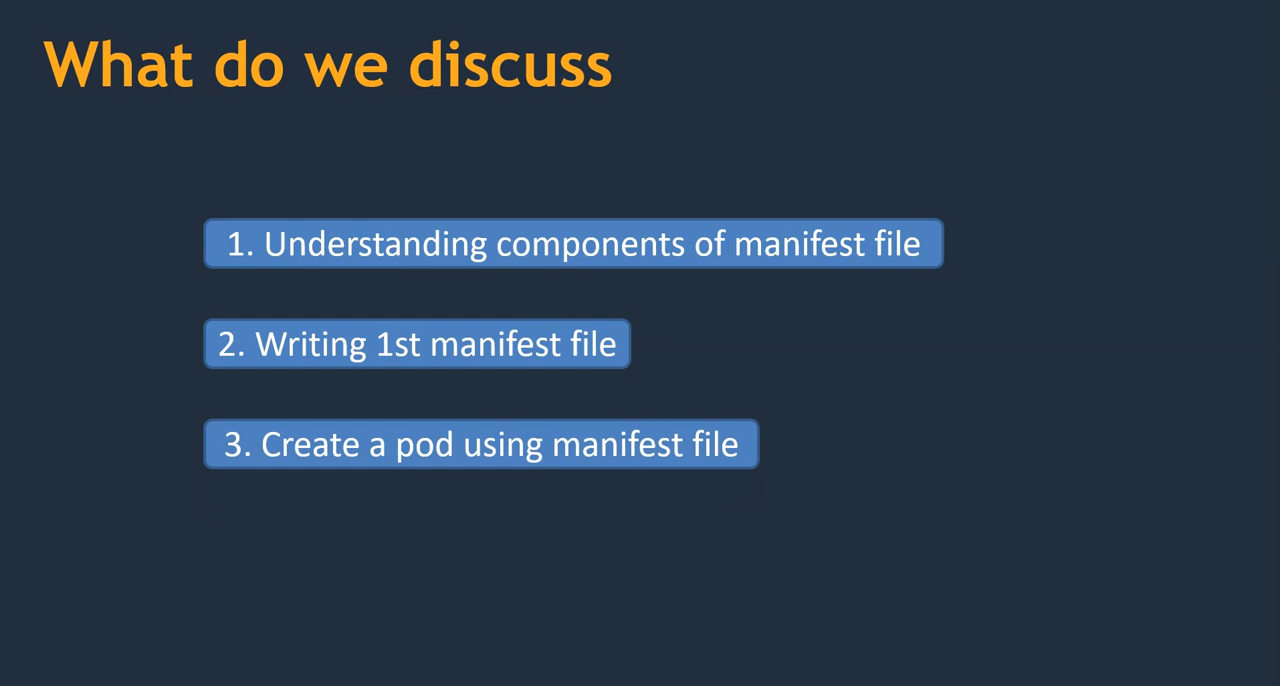 What do we discuss
1. Understanding components of manifest file
2. Writing 1st manifest file
3. Create a pod using manifest file